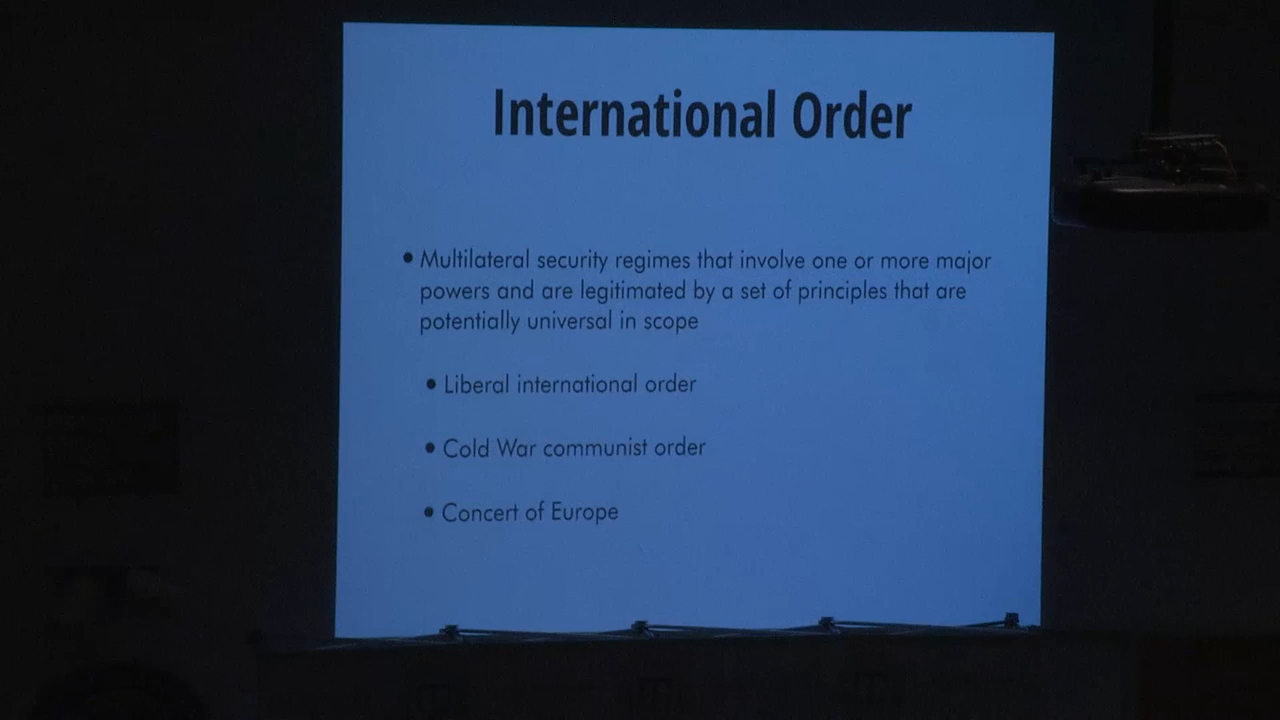 International Order
• Multilateral security regimes that involve one or more major
powers and are legitimated by a set of principles that are
potentially universal in scope
• Liberal international order
• Cold War communist order
• Concert of Europe